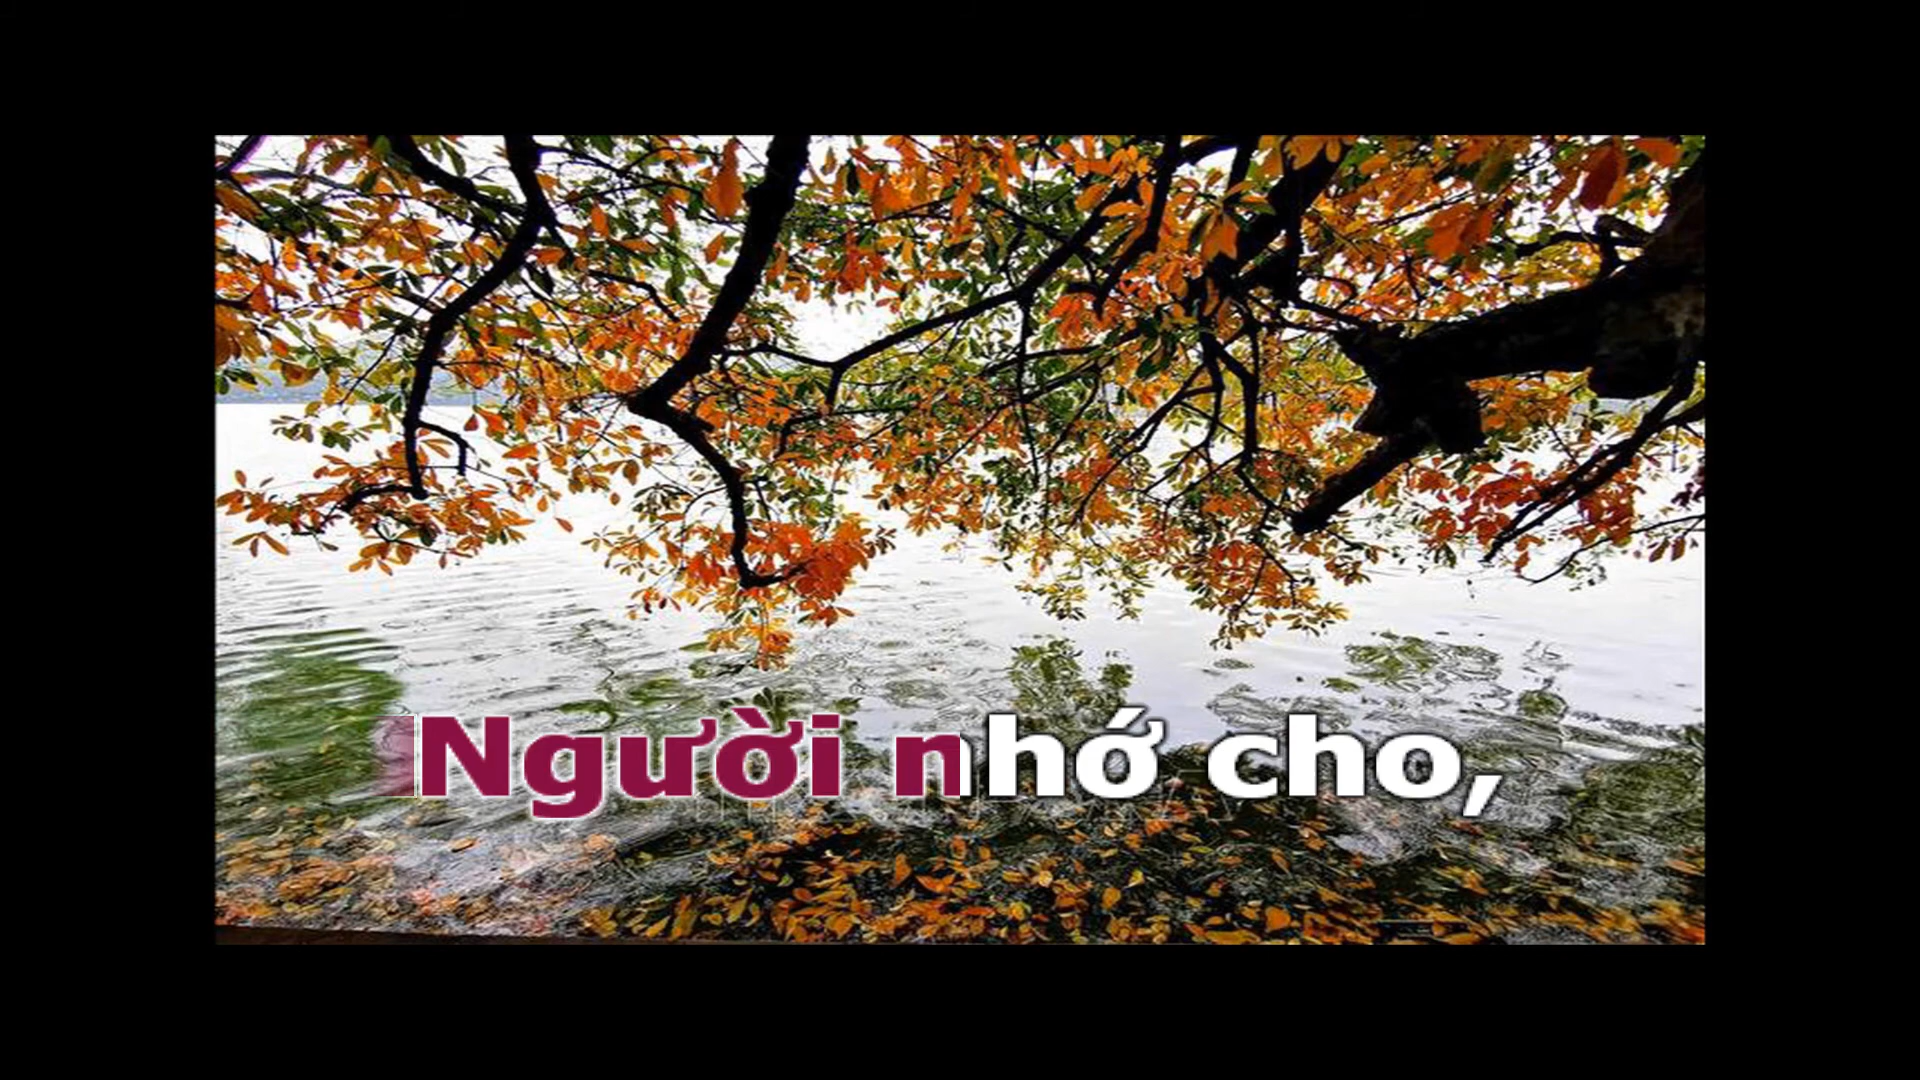 Người nhớ cho,